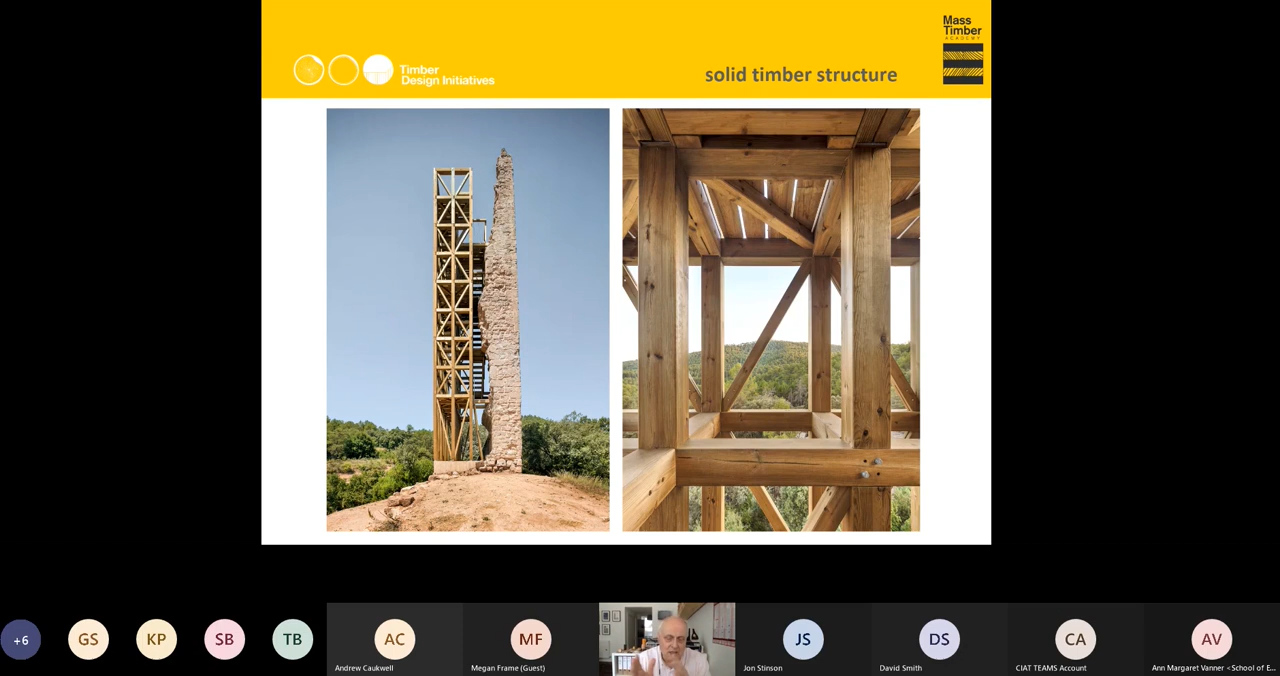 Mass
Timber
ACADEMY
Timber
Design Initiatives
solid timber structure
+6
GS
KP
SB
TB
AC
MF
JS
DS
CA
AV
Andrew Caukwell
Megan Frame (Guest)
Jon Stinson
David Smith
CIAT TEAMS Account
Ann Margaret Vanner <School of E...